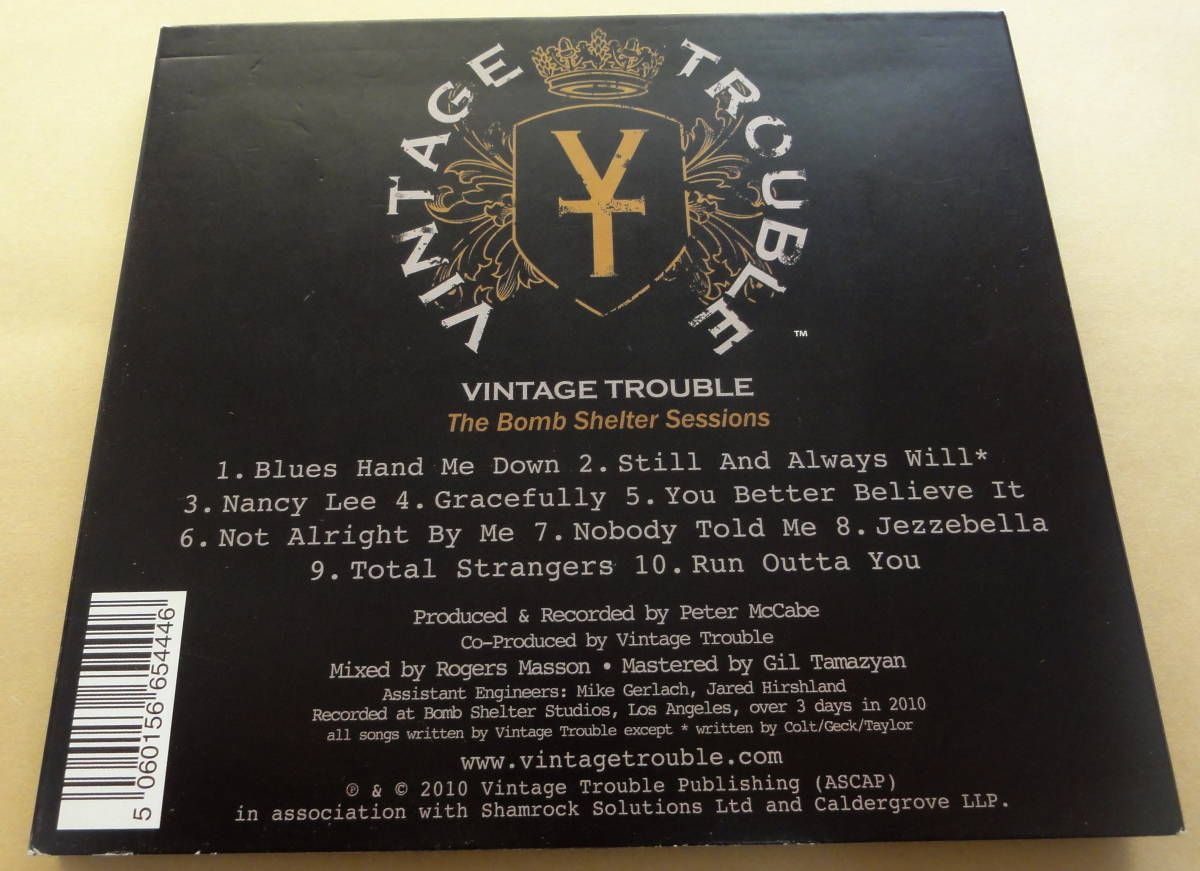 VINTAGE TROUBLE
YT
TM
VINTAGE TROUBLE
The Bomb Shelter Sessions
1. Blues Hand Me Down 2. Still And Always Will*
3. Nancy Lee 4. Gracefully 5. You Better Believe It
6. Not Alright By Me 7. Nobody Told Me 8. Jezzebella
9. Total Strangers 10. Run Outta You
Produced & Recorded by Peter McCabe
Co-Produced by Vintage Trouble
Mixed by Rogers Masson • Mastered by Gil Tamazyan
Assistant Engineers: Mike Gerlach, Jared Hirshland
Recorded at Bomb Shelter Studios, Los Angeles, over 3 days in 2010
all songs written by Vintage Trouble except * written by Colt/Geck/Taylor
www.vintagetrouble.com
℗ & © 2010 Vintage Trouble Publishing (ASCAP)
in association with Shamrock Solutions Ltd and Caldergrove LLP.
5 060156 654446